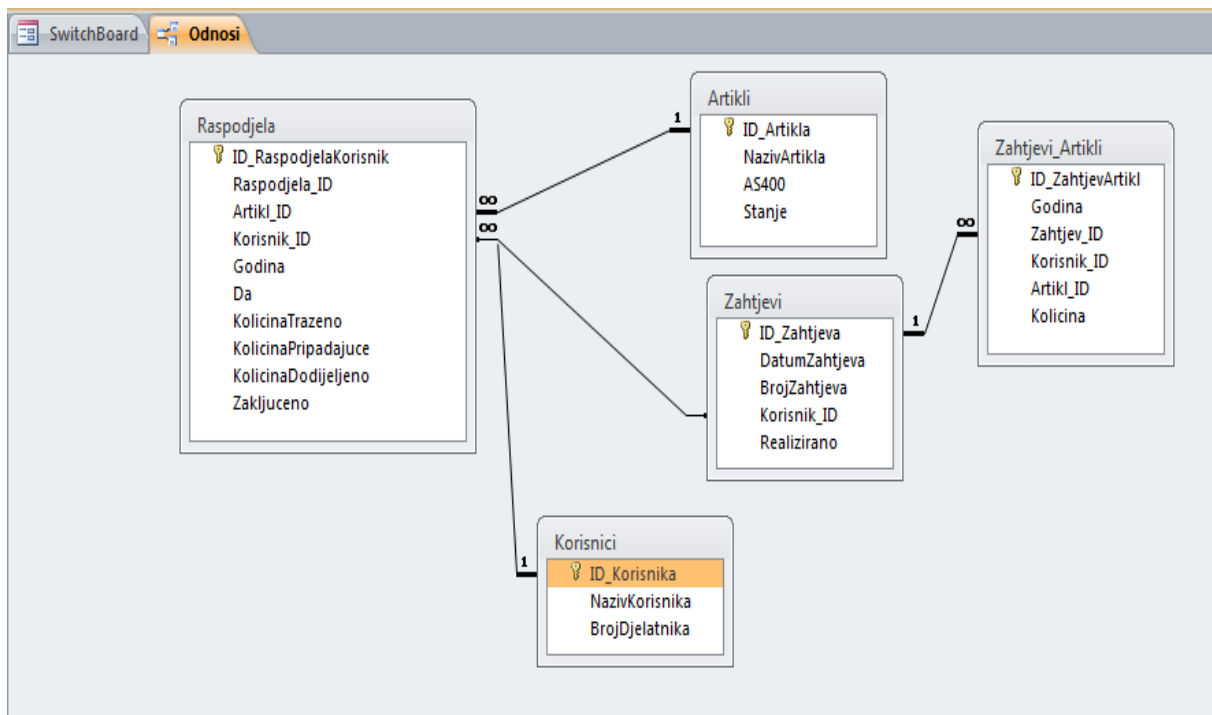 SwitchBoard
Odnosi
Raspodjela
ID_RaspodjelaKorisnik
Raspodjela_ID
Artikl_ID
Korisnik_ID
Godina
Da
KolicinaTrazeno
KolicinaPripadajuce
KolicinaDodijeljeno
Zakljuceno
∞
∞
1
Artikli
ID_Artikla
NazivArtikla
AS400
Stanje
Zahtjevi
ID_Zahtjeva
DatumZahtjeva
BrojZahtjeva
Korisnik_ID
Realizirano
1
∞
Zahtjevi_Artikli
ID_ZahtjevArtikl
Godina
Zahtjev_ID
Korisnik_ID
Artikl_ID
Kolicina
1
Korisnici
ID_Korisnika
NazivKorisnika
BrojDjelatnika